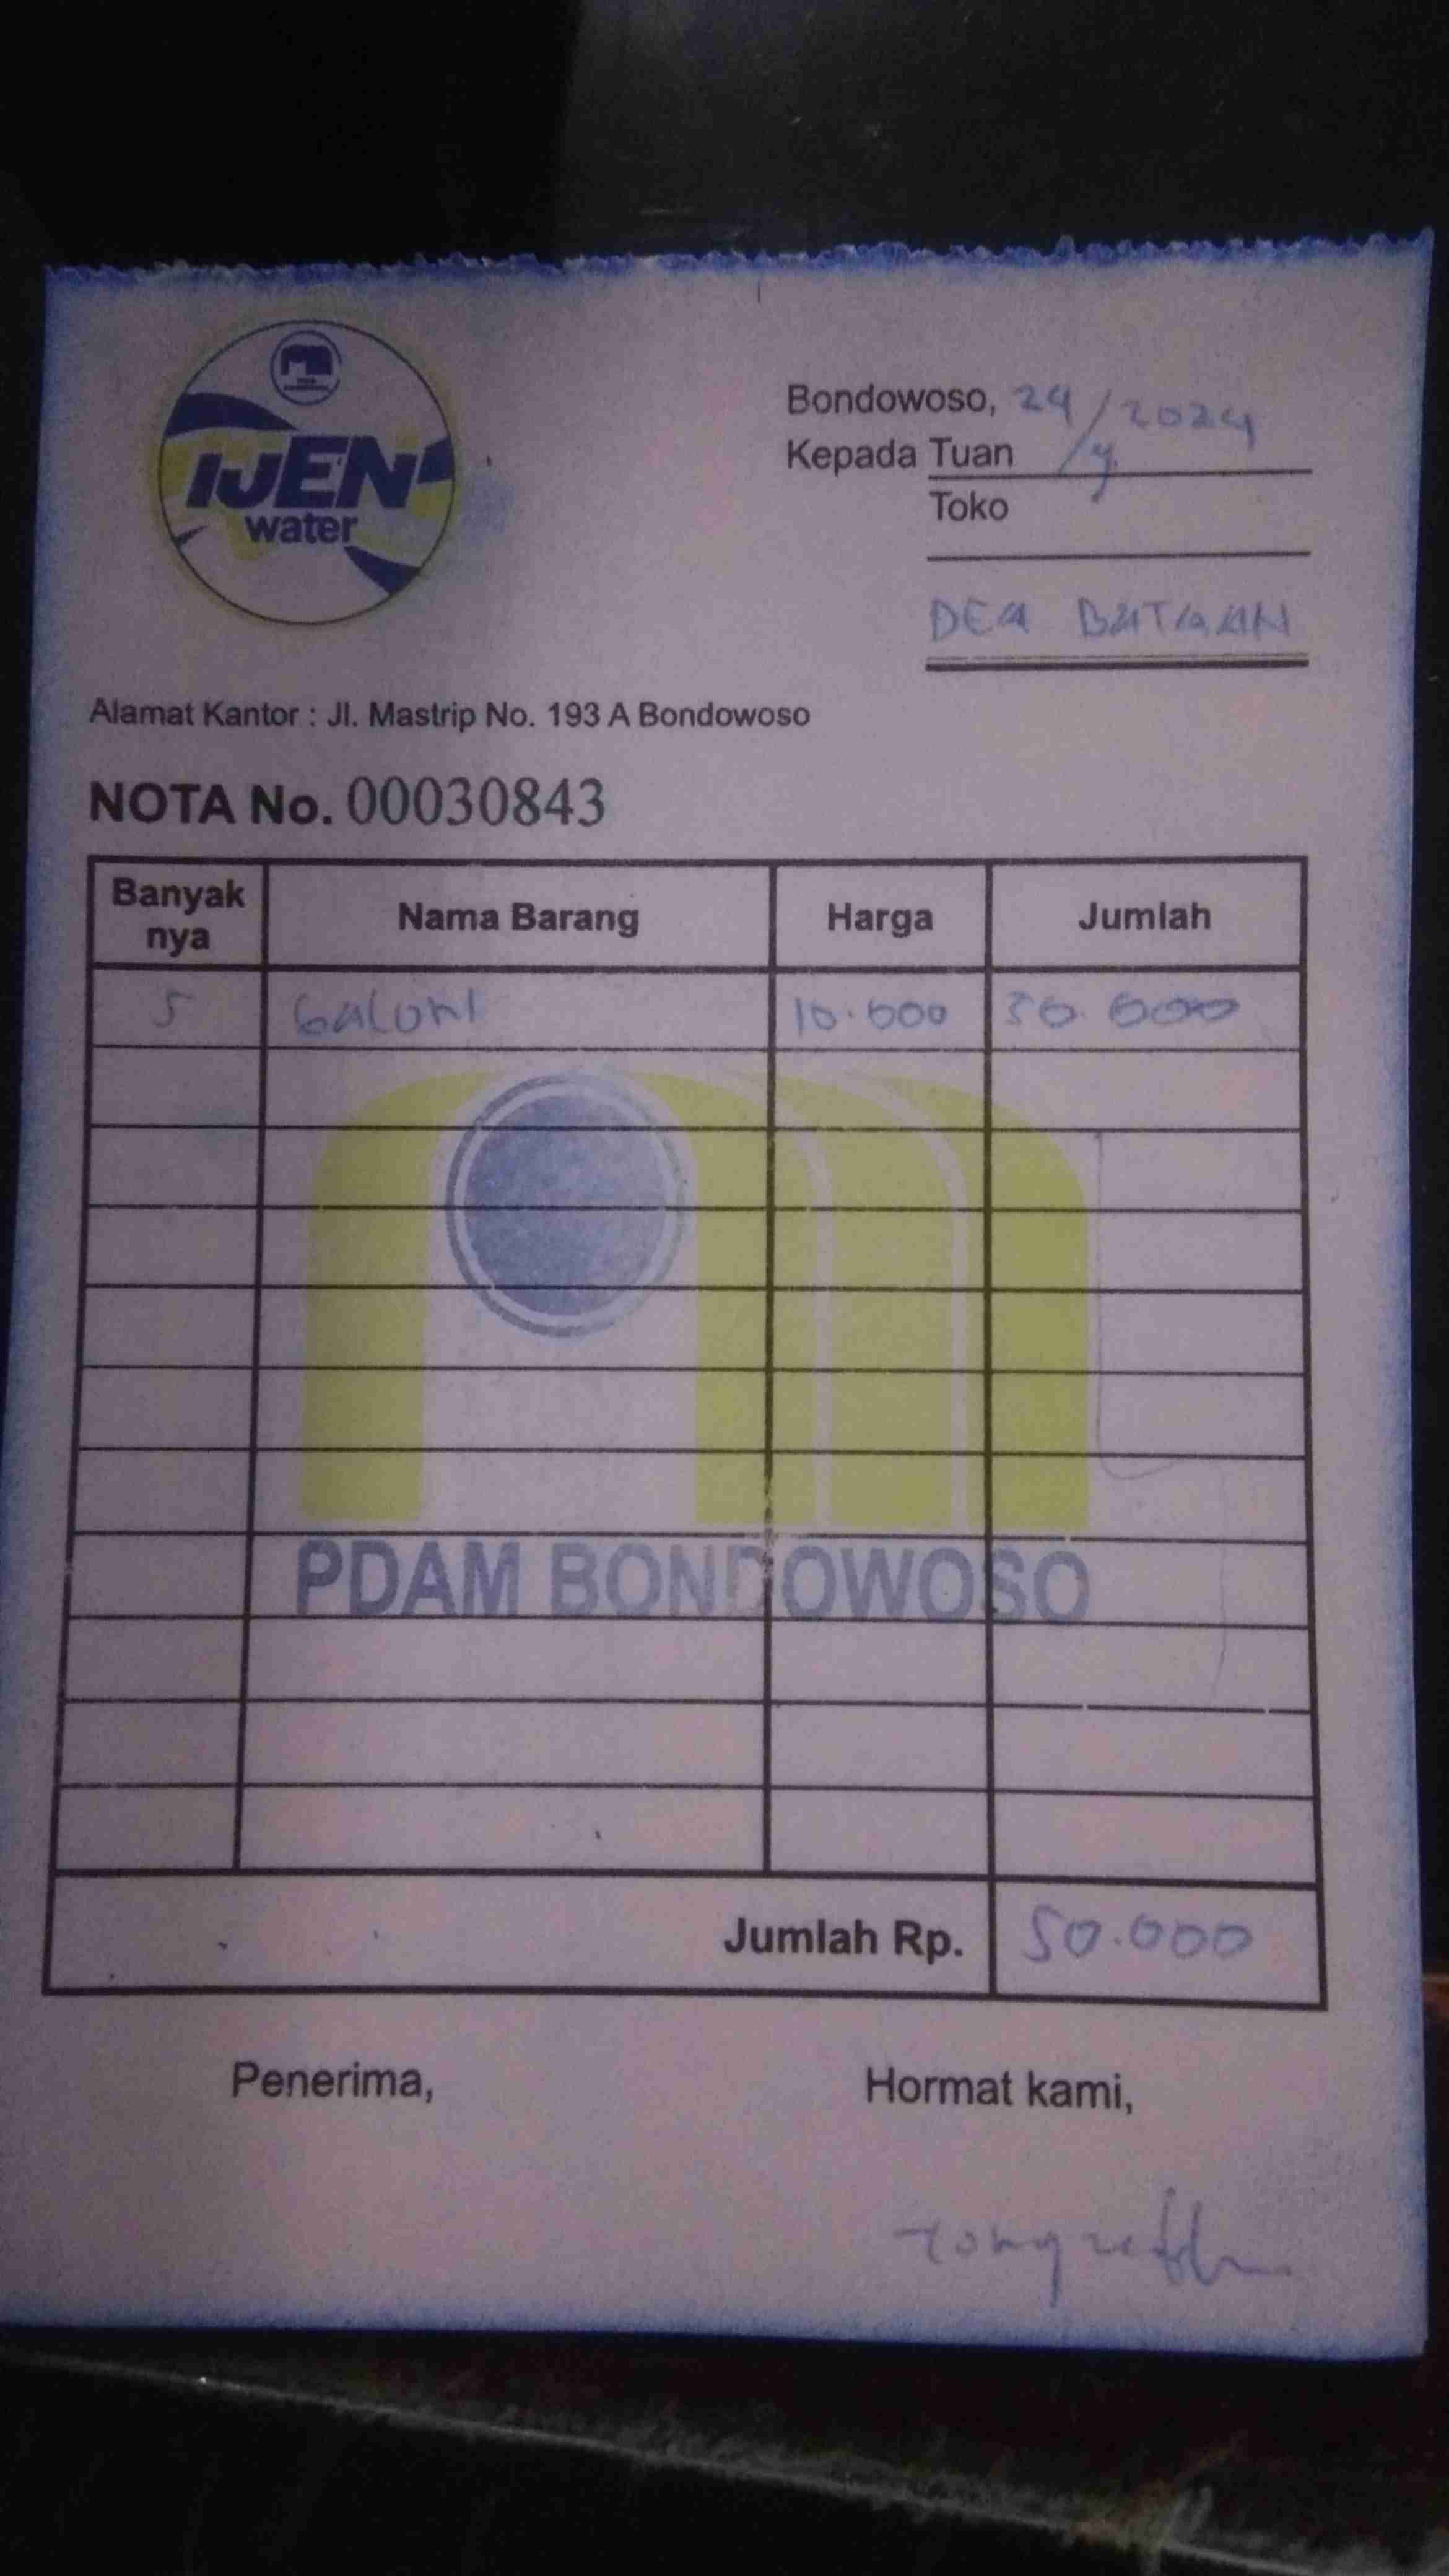 IJEN
water
Bondowoso, 24/ 2024
Kepada Tuan
Toko
DEA BATAAN
Alamat Kantor : Jl. Mastrip No. 193 A Bondowoso
NOTA No. 00030843
Banyak nya Nama Barang Harga Jumlah
5 GALON 10.000 50.000
PDAM BONDOWOSO
Jumlah Rp. 50.000
Penerima, Hormat kami,